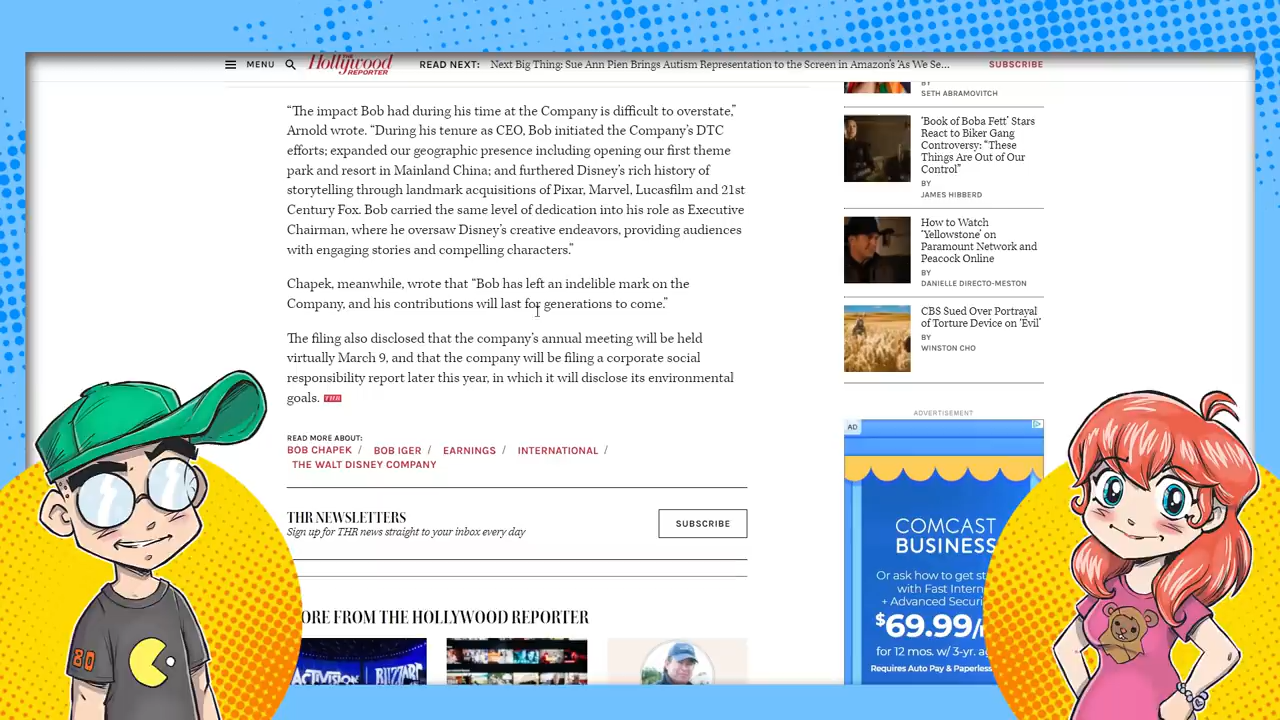 MENU
The Hollywood REPORTER
READ NEXT: Next Big Thing: Sue Ann Pien Brings Autism Representation to the Screen in Amazon's 'As We Se...
SUBSCRIBE
“The impact Bob had during his time at the Company is difficult to overstate,”
Arnold wrote. “During his tenure as CEO, Bob initiated the Company’s DTC
efforts; expanded our geographic presence including opening our first theme
park and resort in Mainland China; and furthered Disney’s rich history of
storytelling through landmark acquisitions of Pixar, Marvel, Lucasfilm and 21st
Century Fox. Bob carried the same level of dedication into his role as Executive
Chairman, where he oversaw Disney’s creative endeavors, providing audiences
with engaging stories and compelling characters.”
Chapek, meanwhile, wrote that “Bob has left an indelible mark on the
Company, and his contributions will last for generations to come.”
The filing also disclosed that the company’s annual meeting will be held
virtually March 9, and that the company will be filing a corporate social
responsibility report later this year, in which it will disclose its environmental
goals. THR
READ MORE ABOUT:
BOB CHAPEK / BOB IGER / EARNINGS / INTERNATIONAL /
THE WALT DISNEY COMPANY
THR NEWSLETTERS
Sign up for THR news straight to your inbox every day
SUBSCRIBE
ORE FROM THE HOLLYWOOD REPORTER
ACTIVISION
BLIZZARD
BY
SETH ABRAMOVITCH
‘Book of Boba Fett’ Stars
React to Biker Gang
Controversy: “These
Things Are Out of Our
Control”
BY
JAMES HIBBERD
How to Watch
‘Yellowstone’ on
Paramount Network and
Peacock Online
BY
DANIELLE DIRECTO-MESTON
CBS Sued Over Portrayal
of Torture Device on ‘Evil’
BY
WINSTON CHO
ADVERTISEMENT
AD
COMCAST
BUSINESS
Or ask how to get st
with Fast Intern
+ Advanced Securi
$69.99/
for 12 mos. w/ 3-yr. a
Requires Auto Pay & Paperless
80